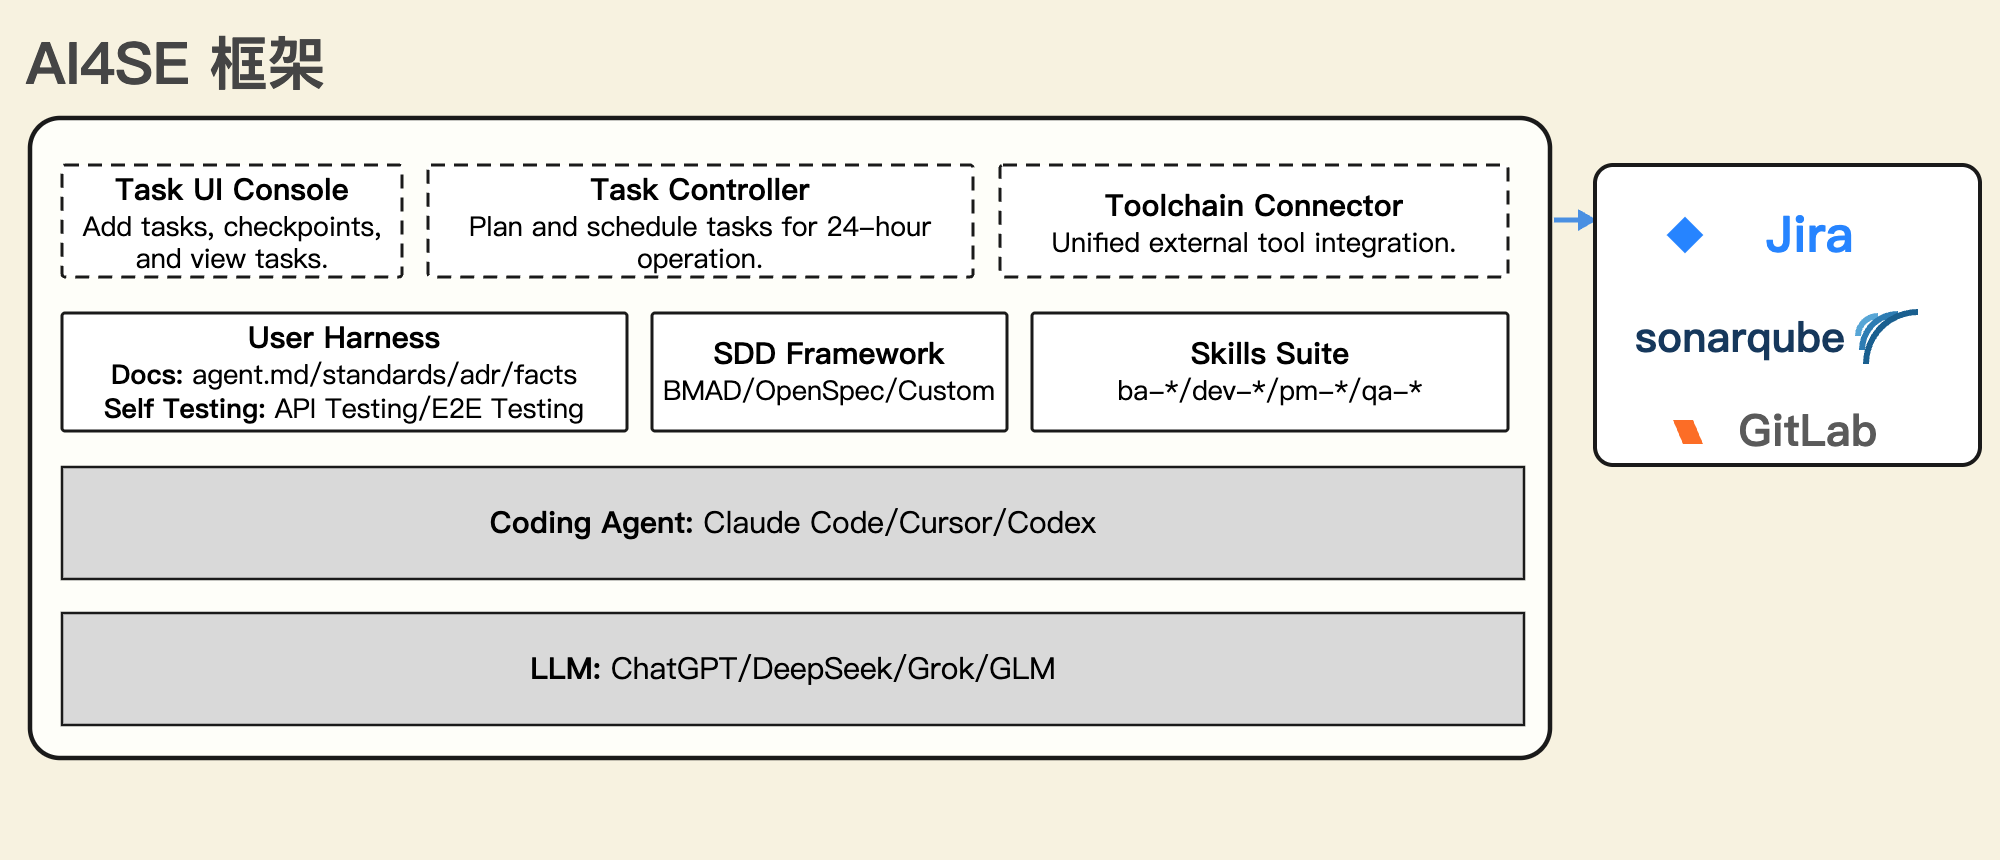 AI4SE 框架
Task UI Console
Add tasks, checkpoints,
and view tasks.
Task Controller
Plan and schedule tasks for 24-hour
operation.
Toolchain Connector
Unified external tool integration.
Jira
sonarqube
GitLab
User Harness
Docs: agent.md/standards/adr/facts
Self Testing: API Testing/E2E Testing
SDD Framework
BMAD/OpenSpec/Custom
Skills Suite
ba-*/dev-*/pm-*/qa-*
Coding Agent: Claude Code/Cursor/Codex
LLM: ChatGPT/DeepSeek/Grok/GLM